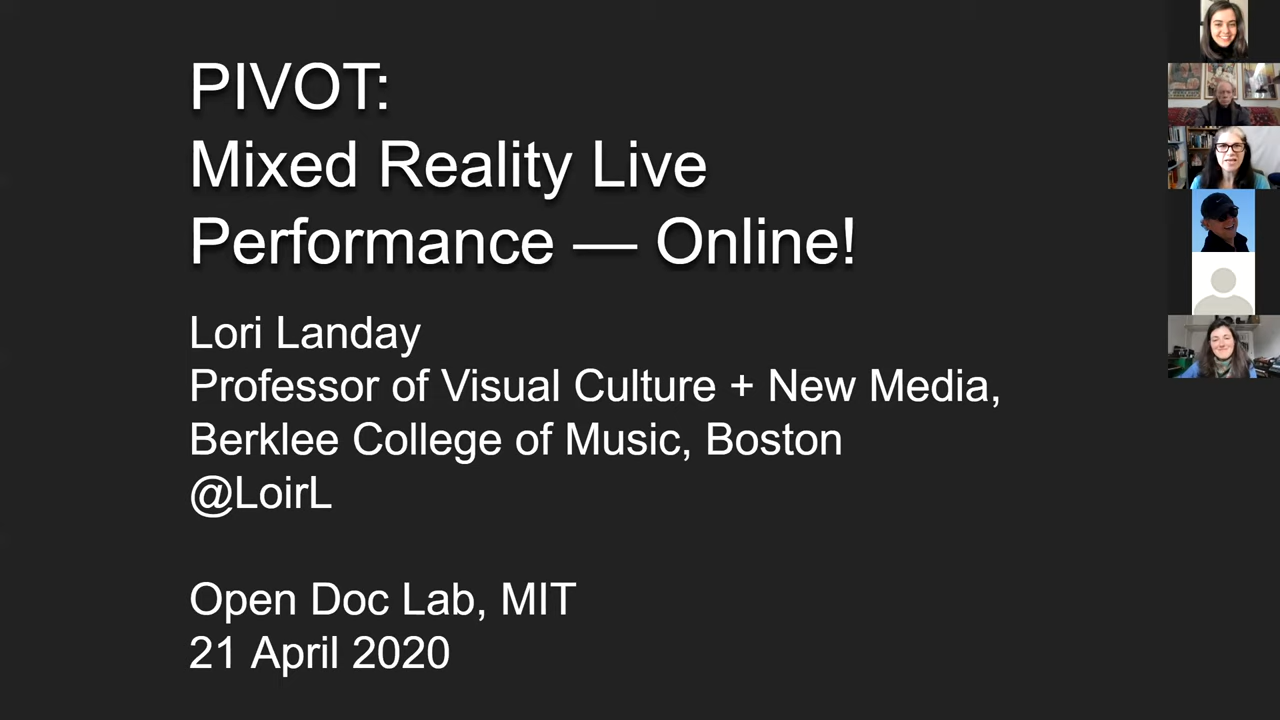 PIVOT:
Mixed Reality Live
Performance — Online!
Lori Landay
Professor of Visual Culture + New Media,
Berklee College of Music, Boston
@LoirL
Open Doc Lab, MIT
21 April 2020